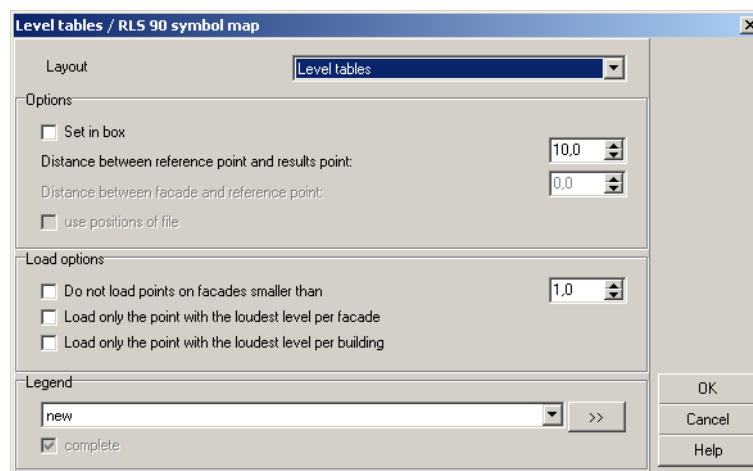 Level tables / RLS 90 symbol map
Layout
Level tables
Options
Set in box
Distance between reference point and results point:
10,0
Distance between facade and reference point:
0,0
use positions of file
Load options
Do not load points on facades smaller than
1,0
Load only the point with the loudest level per facade
Load only the point with the loudest level per building
Legend
new
>>
complete
OK
Cancel
Help